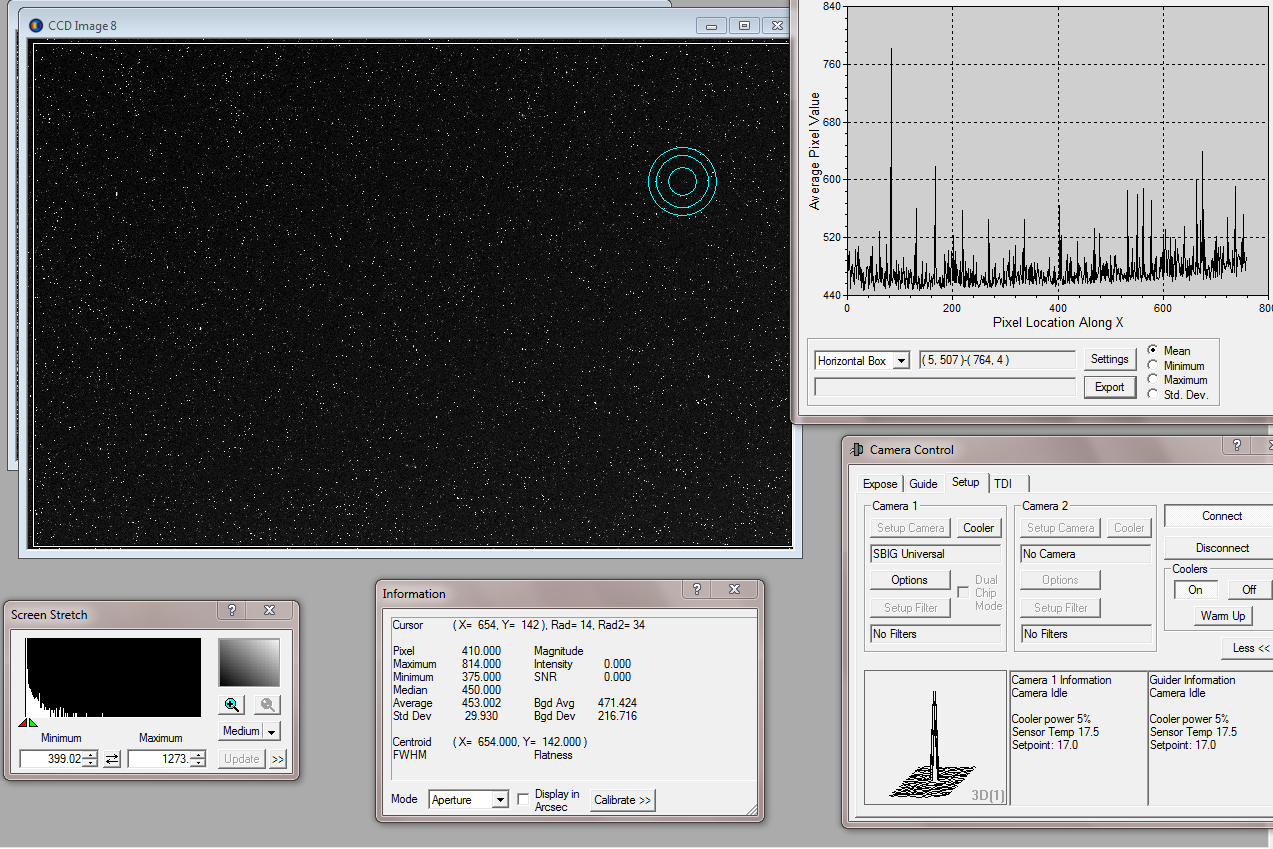 CCD Image 8
840
760
680
600
520
440
0
200
400
600
800
Average Pixel Value
Pixel Location Along X
Horizontal Box
( 5, 507 )-( 764, 4 )
Settings
Export
Mean
Minimum
Maximum
Std. Dev.
Camera Control
Expose Guide Setup TDI
Camera 1
Setup Camera Cooler
SBIG Universal
Options
Dual
Chip
Mode
Setup Filter
No Filters
Camera 2
Setup Camera Cooler
No Camera
Options
Setup Filter
No Filters
Connect
Disconnect
Coolers
On Off
Warm Up
Less <<
3D(1)
Camera 1 Information
Camera Idle
Cooler power 5%
Sensor Temp 17.5
Setpoint: 17.0
Guider Information
Camera Idle
Cooler power 5%
Sensor Temp 17.5
Setpoint: 17.0
Screen Stretch
Medium
Minimum Maximum
399.02 1273.
Update >>
Information
Cursor ( X= 654, Y= 142 ), Rad= 14, Rad2= 34
Pixel 410.000 Magnitude
Maximum 814.000 Intensity 0.000
Minimum 375.000 SNR 0.000
Median 450.000
Average 453.002 Bgd Avg 471.424
Std Dev 29.930 Bgd Dev 216.716
Centroid ( X= 654.000, Y= 142.000 )
FWHM Flatness
Mode Aperture
Display in
Arcsec
Calibrate >>